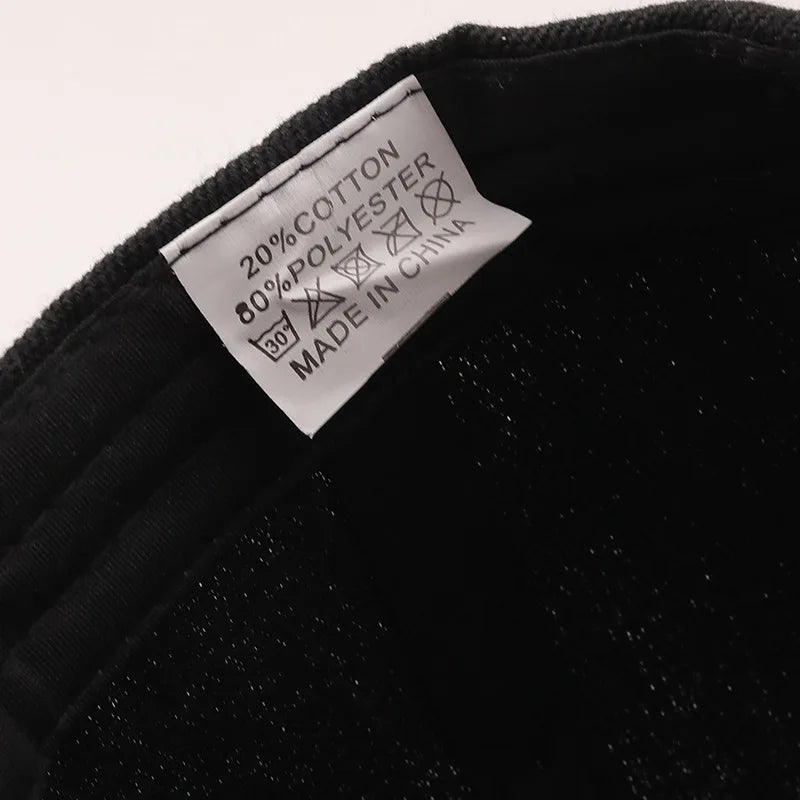 20%COTTON
80%POLYESTER
30°
MADE IN CHINA